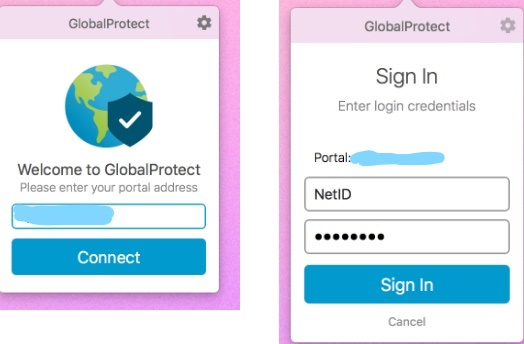 GlobalProtect
Welcome to GlobalProtect
Please enter your portal address
Connect
GlobalProtect
Sign In
Enter login credentials
Portal:
NetID
••••••••
Sign In
Cancel